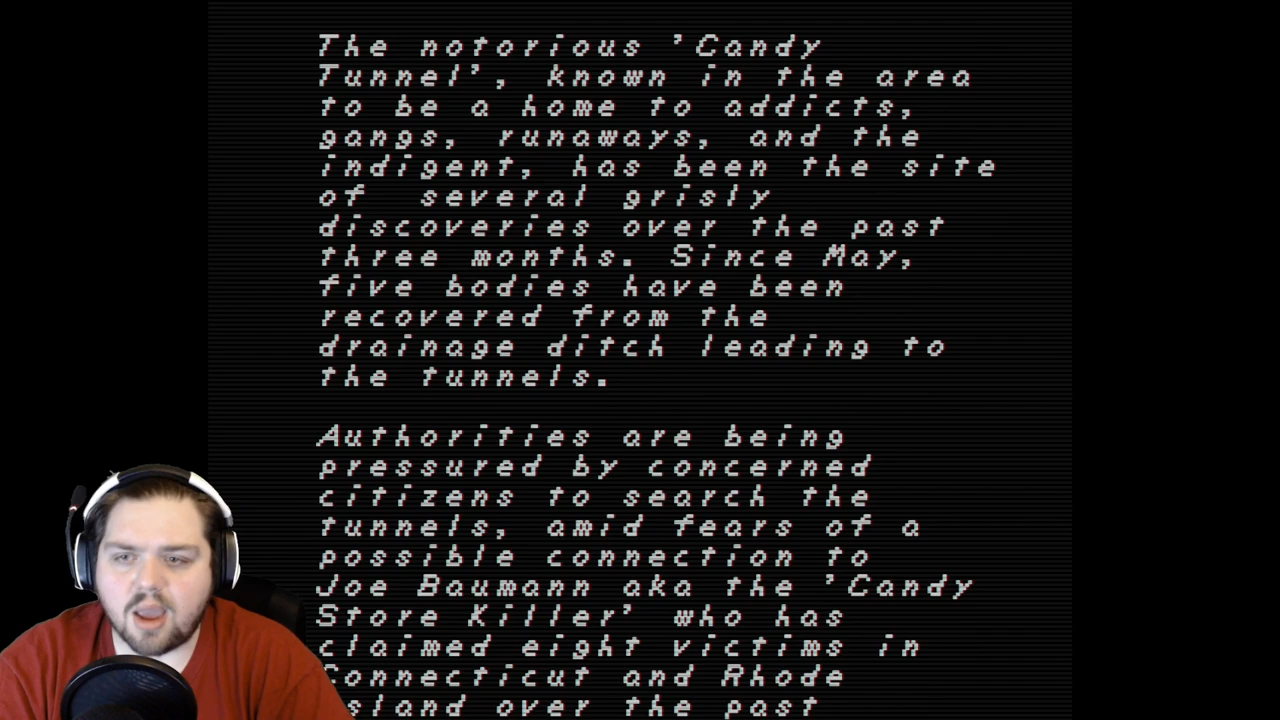 The notorious 'Candy
Tunnel', known in the area
to be a home to addicts,
gangs, runaways, and the
indigent, has been the site
of several grisly
discoveries over the past
three months. Since May,
five bodies have been
recovered from the
drainage ditch leading to
the tunnels.
Authorities are being
pressured by concerned
citizens to search the
tunnels, amid fears of a
possible connection to
Joe Baumann aka the 'Candy
Store Killer' who has
claimed eight victims in
Connecticut and Rhode
Island over the past